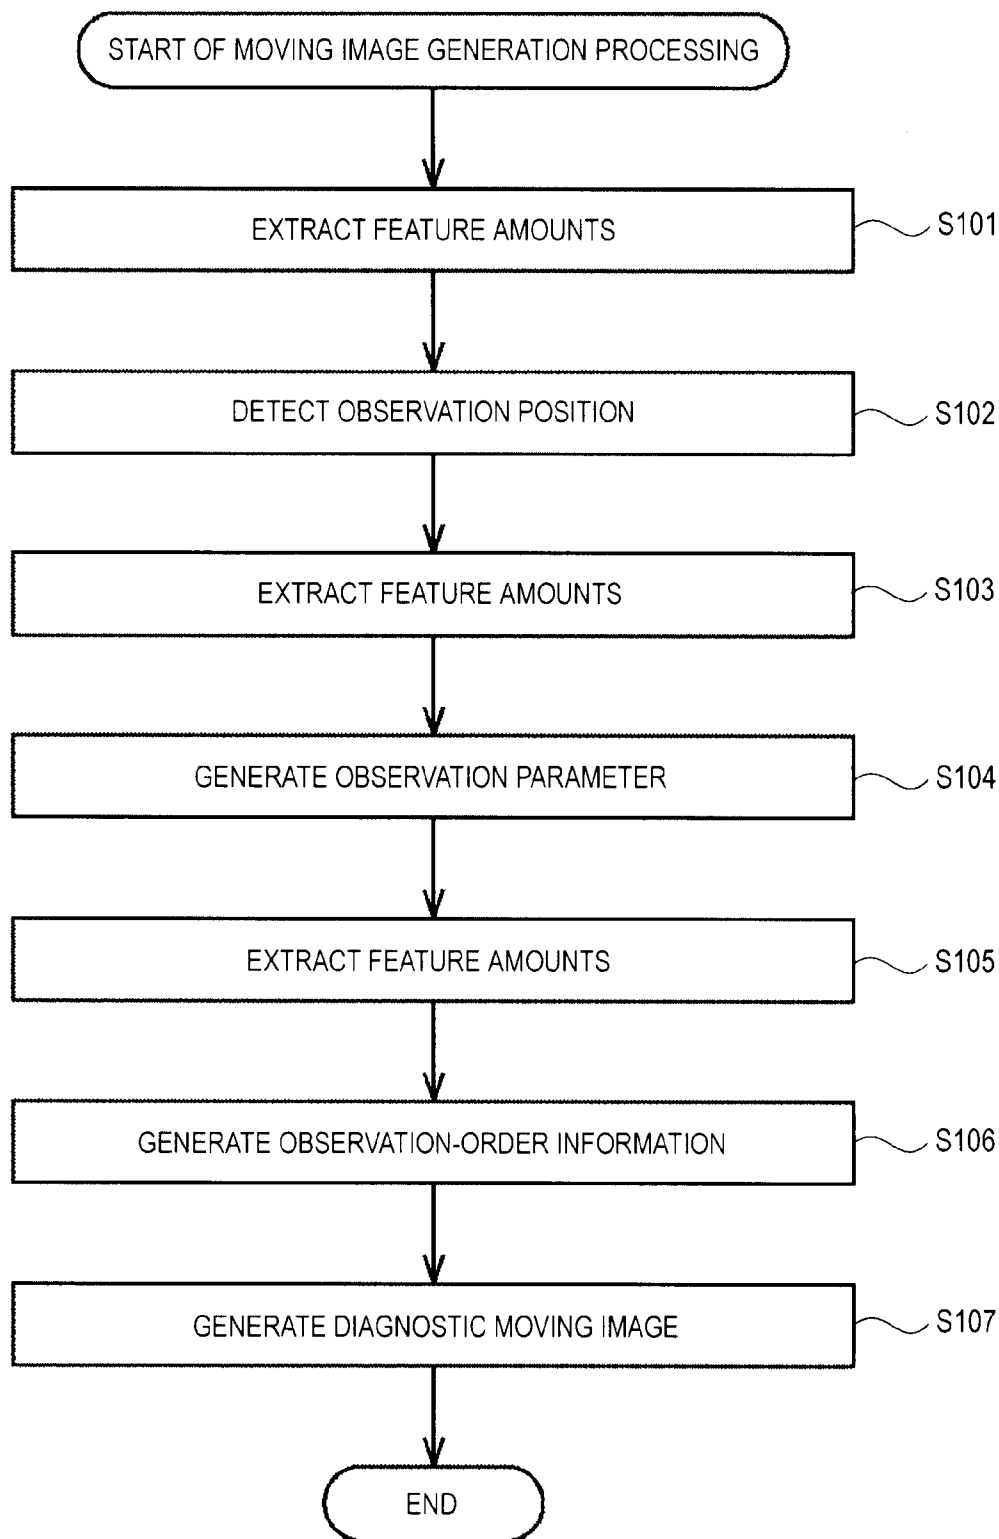 START OF MOVING IMAGE GENERATION PROCESSING
EXTRACT FEATURE AMOUNTS
S101
DETECT OBSERVATION POSITION
S102
EXTRACT FEATURE AMOUNTS
S103
GENERATE OBSERVATION PARAMETER
S104
EXTRACT FEATURE AMOUNTS
S105
GENERATE OBSERVATION-ORDER INFORMATION
S106
GENERATE DIAGNOSTIC MOVING IMAGE
S107
END